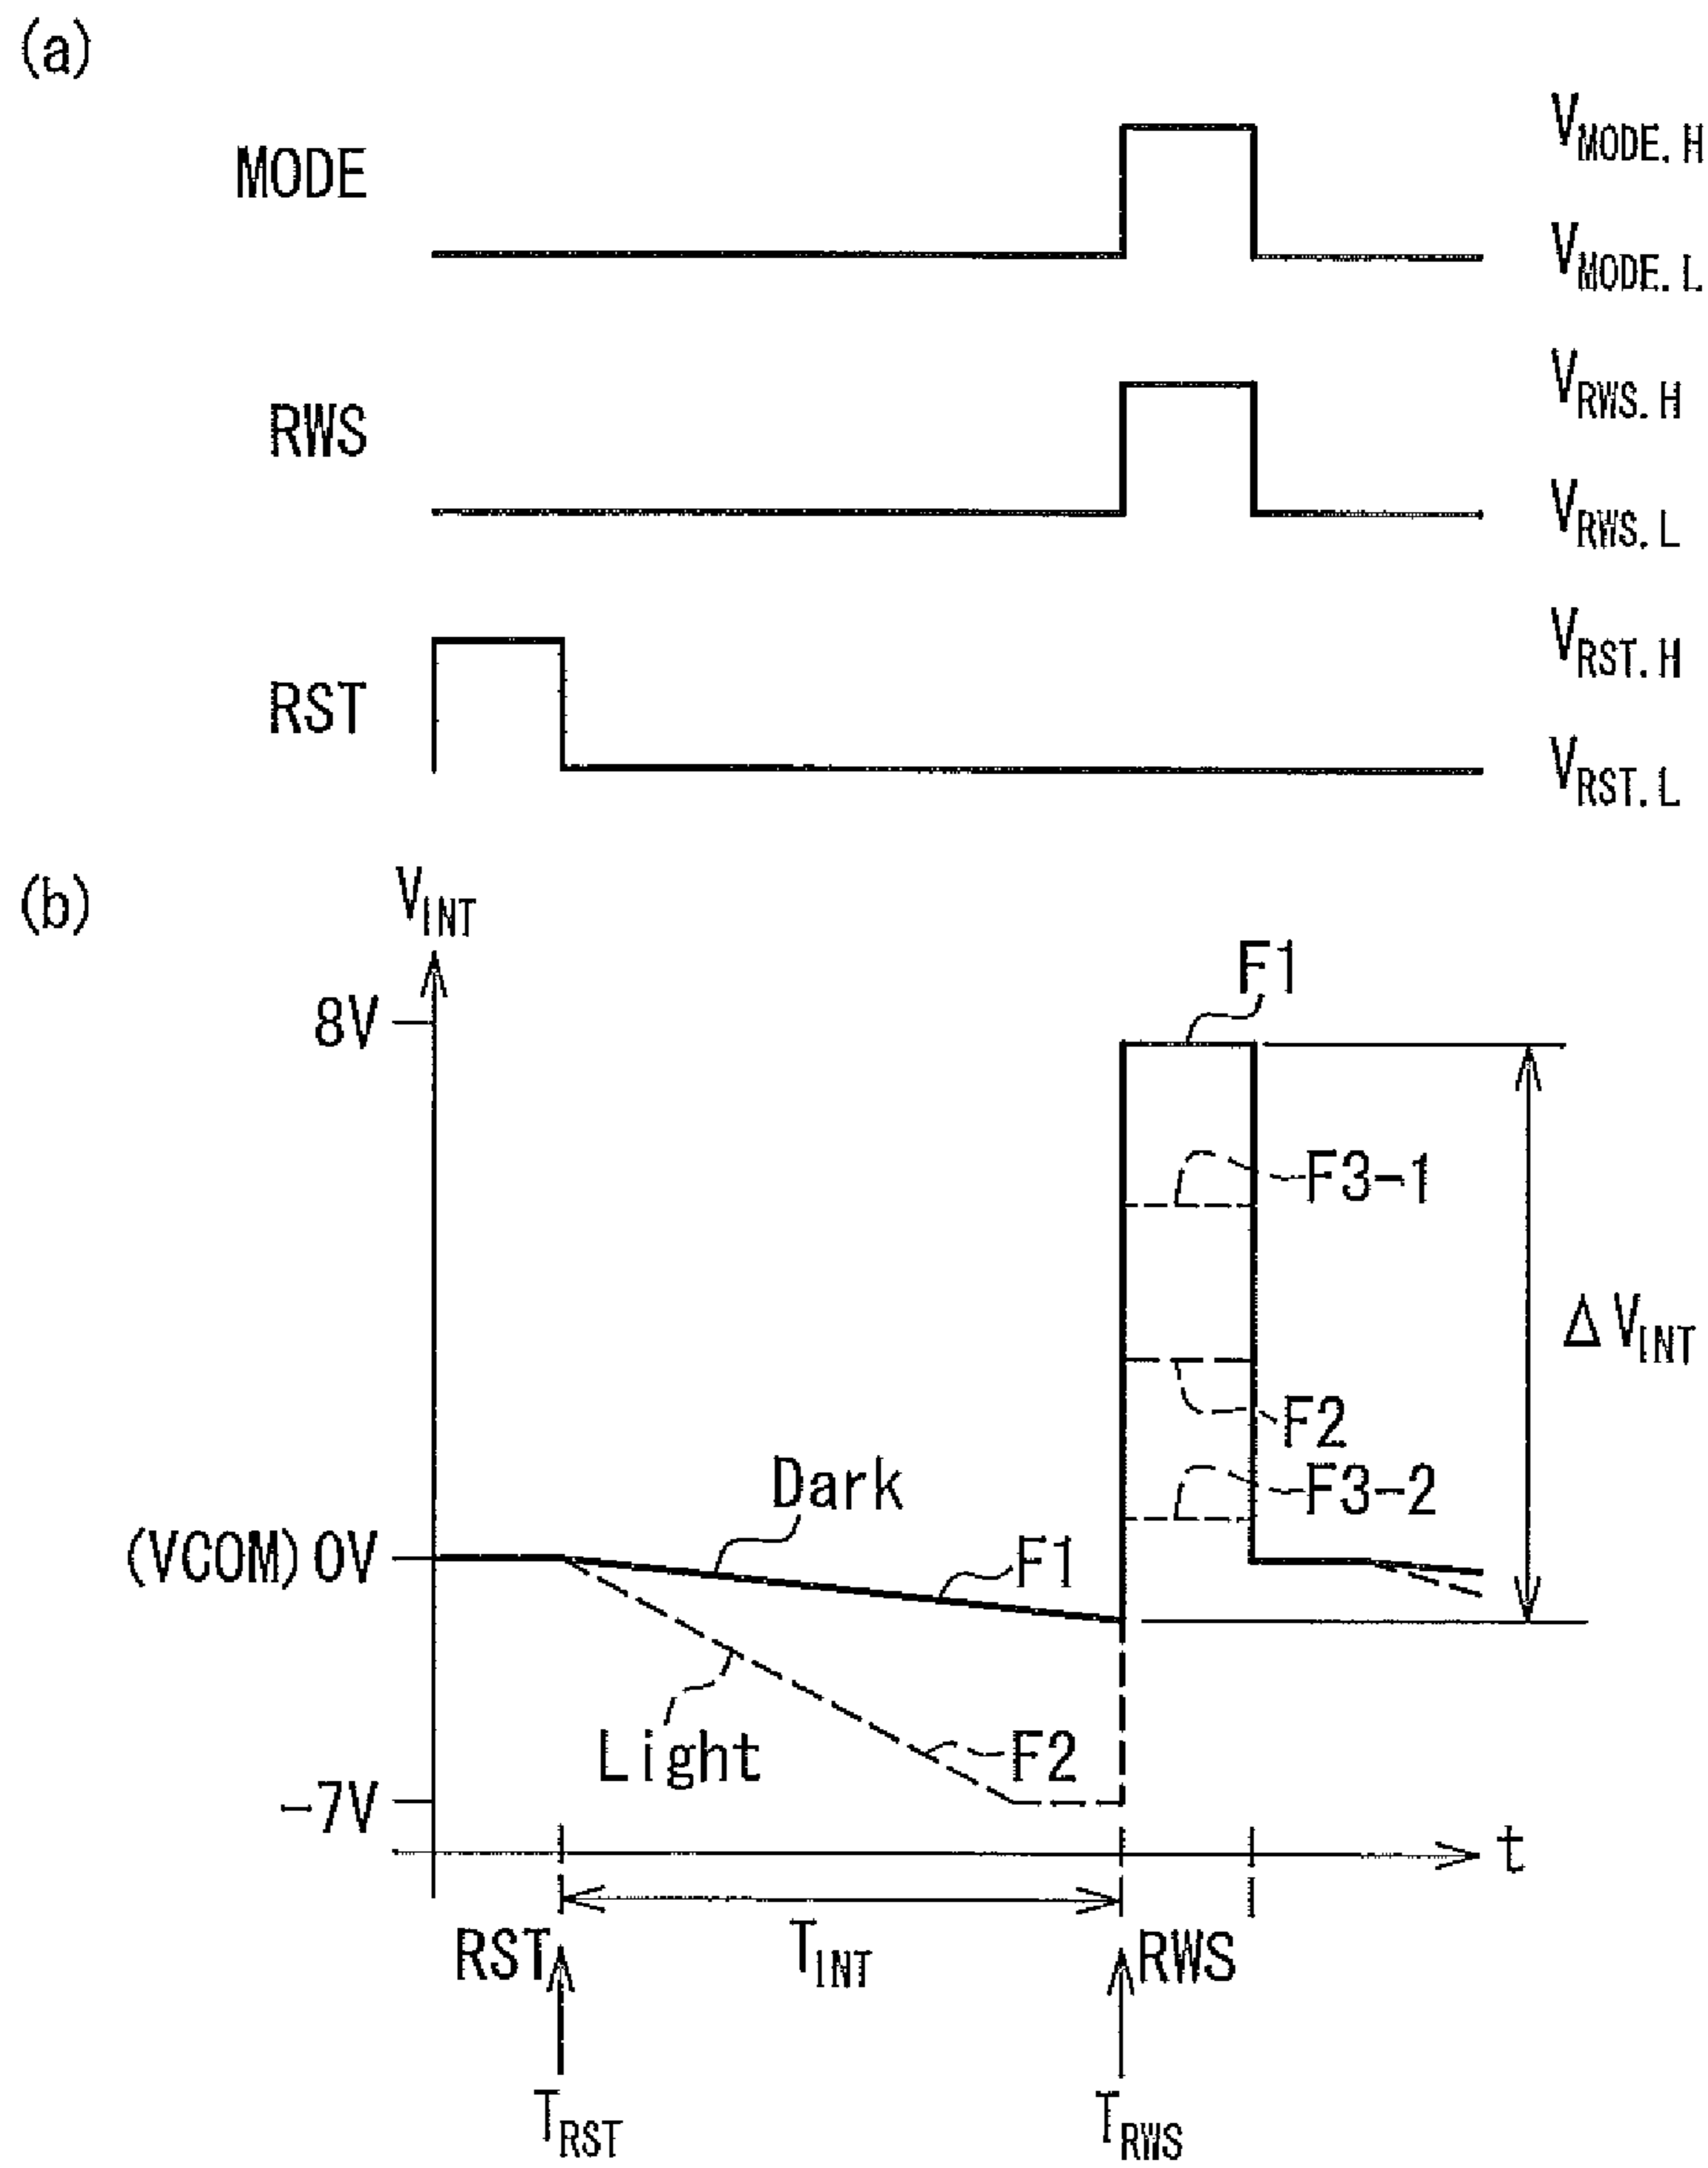 (a)
MODE
V_MODE.H
V_MODE.L
RWS
V_RWS.H
V_RWS.L
RST
V_RST.H
V_RST.L
(b)
V_INT
8V
F1
F3-1
F2
F3-2
ΔV_INT
Dark
F1
(VCOM) 0V
Light
F2
-7V
t
RST
T_INT
RWS
T_RST
T_RWS